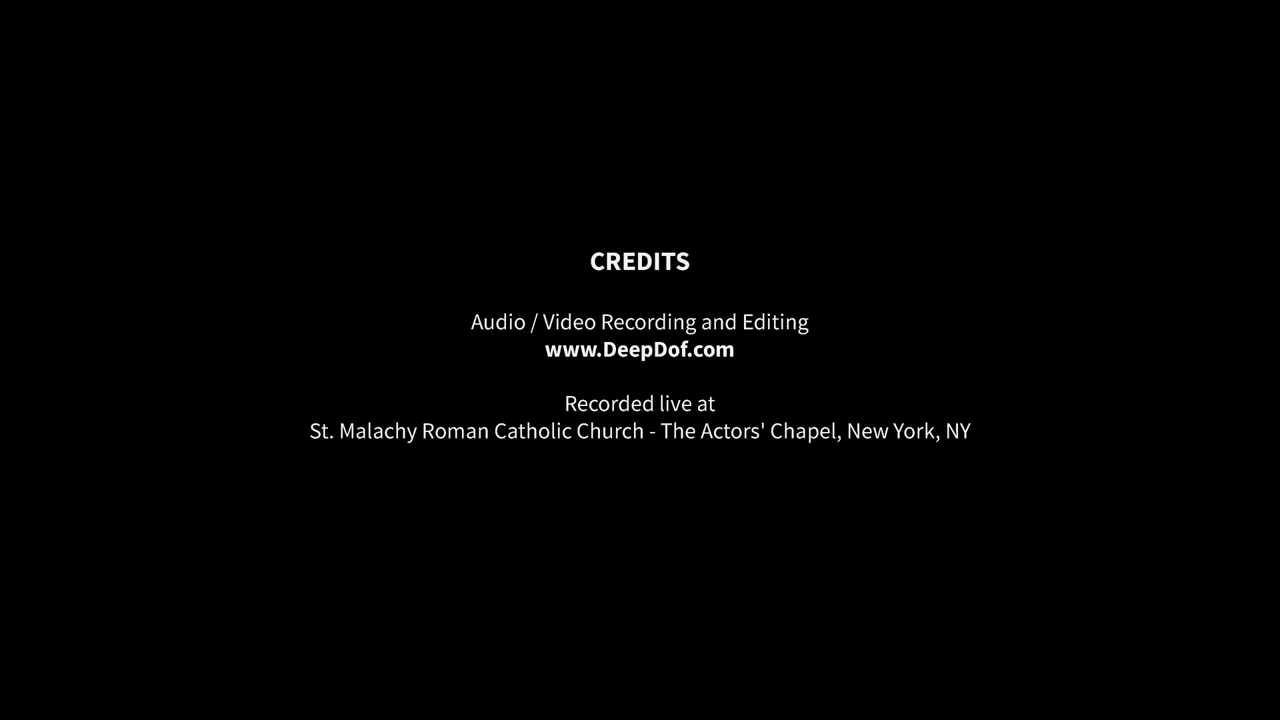 CREDITS
Audio / Video Recording and Editing
www.DeepDof.com
Recorded live at
St. Malachy Roman Catholic Church - The Actors' Chapel, New York, NY